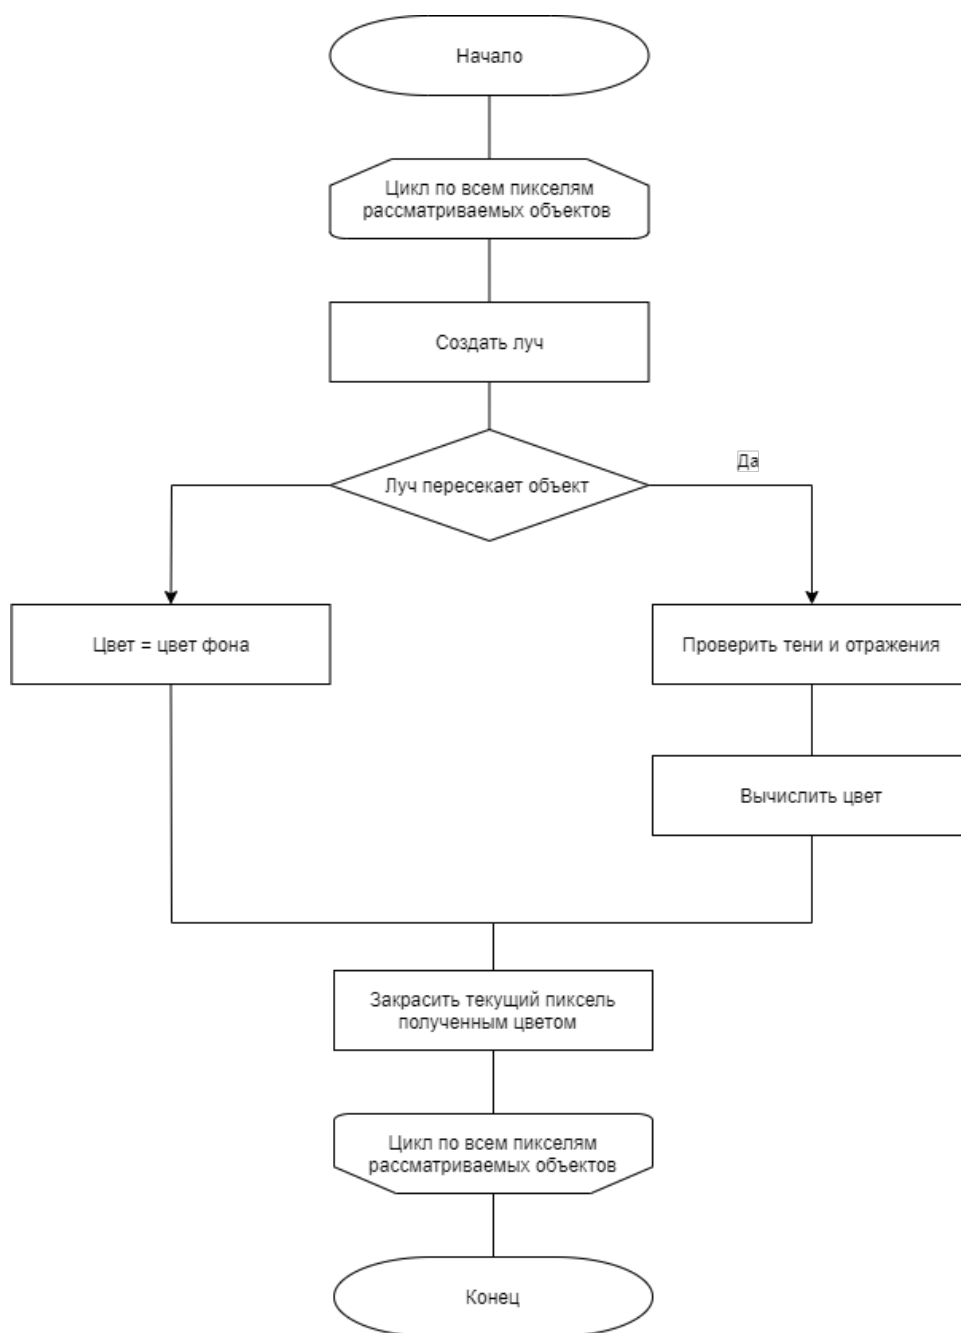 Начало
Цикл по всем пикселям
рассматриваемых объектов
Создать луч
Да
Луч пересекает объект
Цвет = цвет фона
Проверить тени и отражения
Вычислить цвет
Закрасить текущий пиксель
полученным цветом
Цикл по всем пикселям
рассматриваемых объектов
Конец